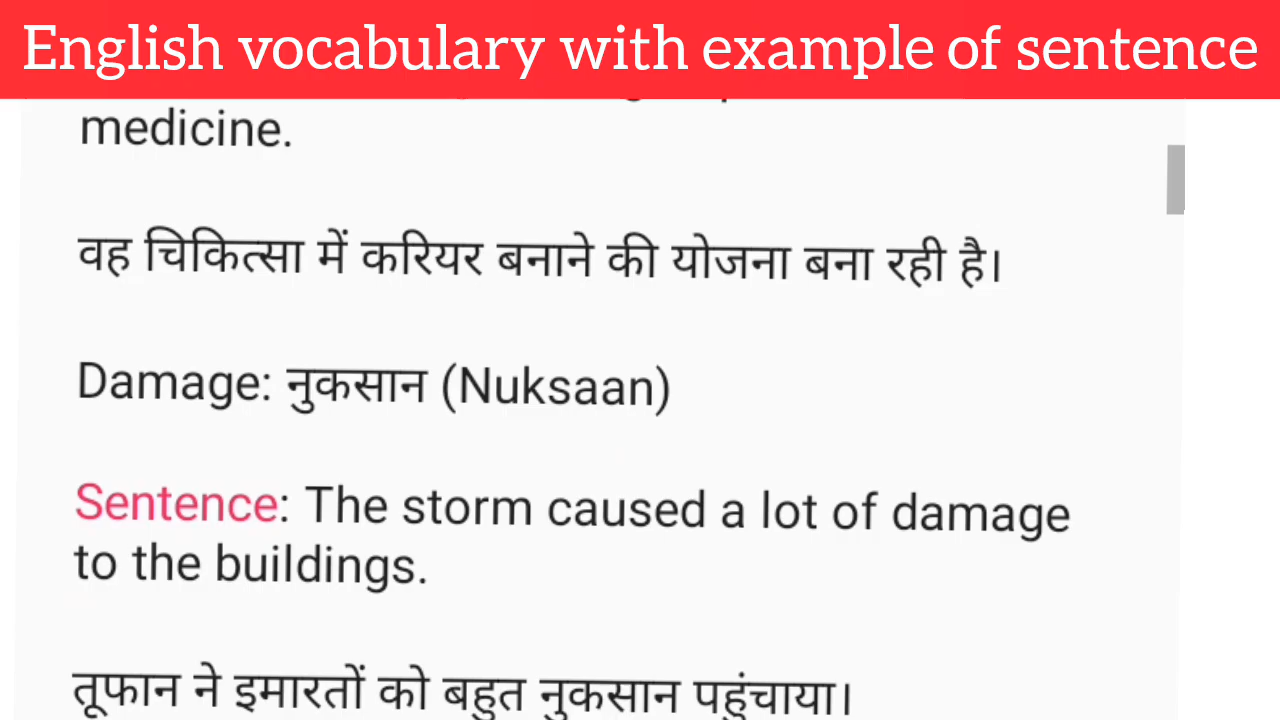 English vocabulary with example of sentence
medicine.
वह चिकित्सा में करियर बनाने की योजना बना रही है।
Damage: नुकसान (Nuksaan)
Sentence: The storm caused a lot of damage
to the buildings.
तूफान ने इमारतों को बहुत नुकसान पहुंचाया।